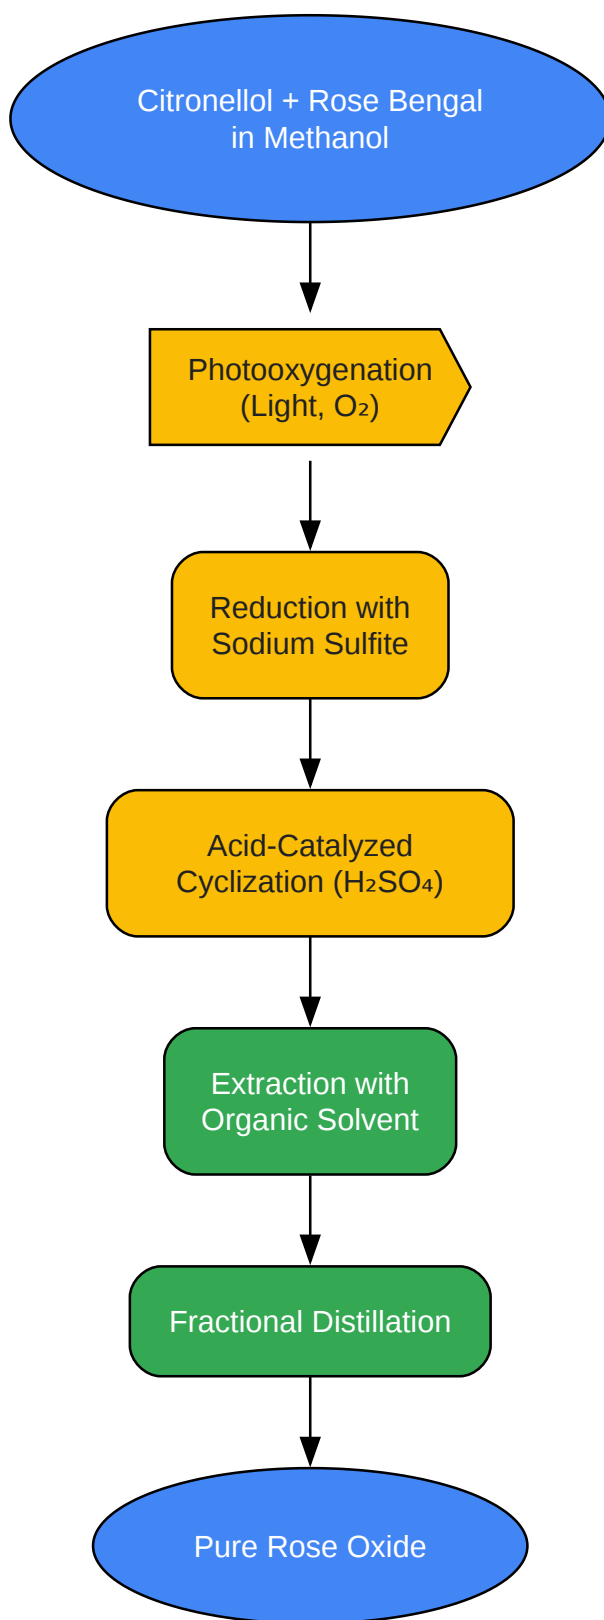 Citronellol + Rose Bengal
in Methanol
Photooxygenation
(Light, O₂)
Reduction with
Sodium Sulfite
Acid-Catalyzed
Cyclization (H₂SO₄)
Extraction with
Organic Solvent
Fractional Distillation
Pure Rose Oxide